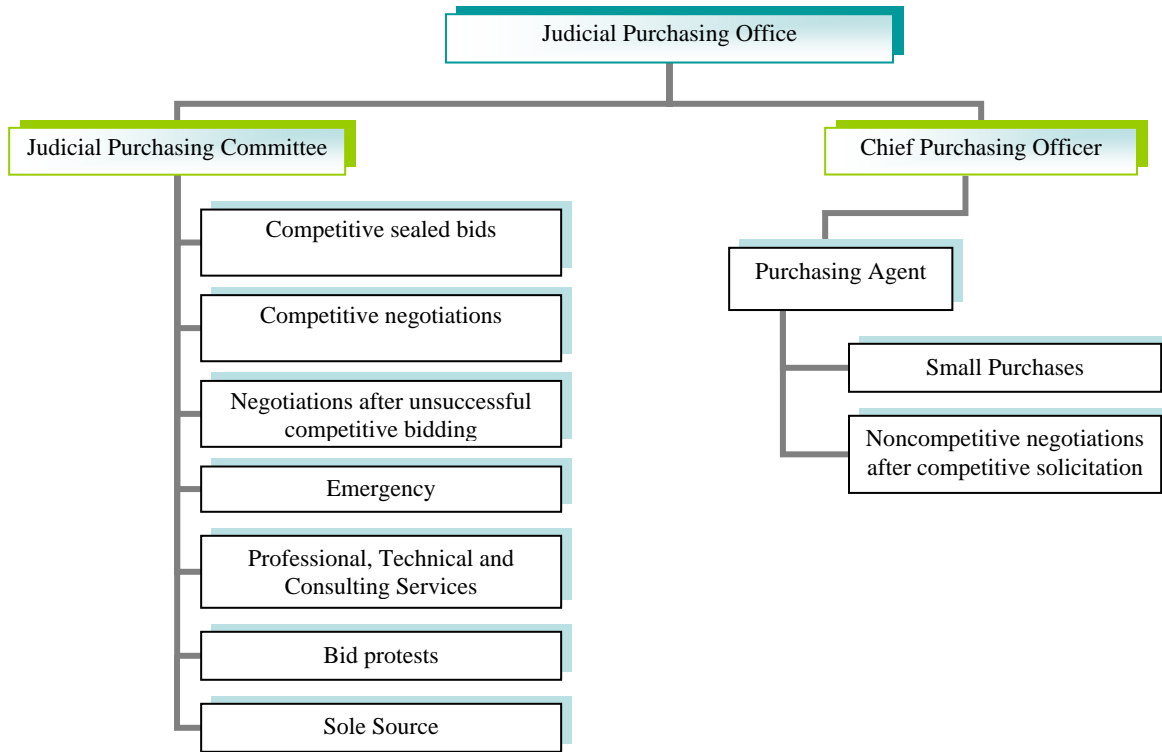 Judicial Purchasing Office
Judicial Purchasing Committee
Chief Purchasing Officer
Competitive sealed bids
Competitive negotiations
Negotiations after unsuccessful
competitive bidding
Emergency
Professional, Technical and
Consulting Services
Bid protests
Sole Source
Purchasing Agent
Small Purchases
Noncompetitive negotiations
after competitive solicitation